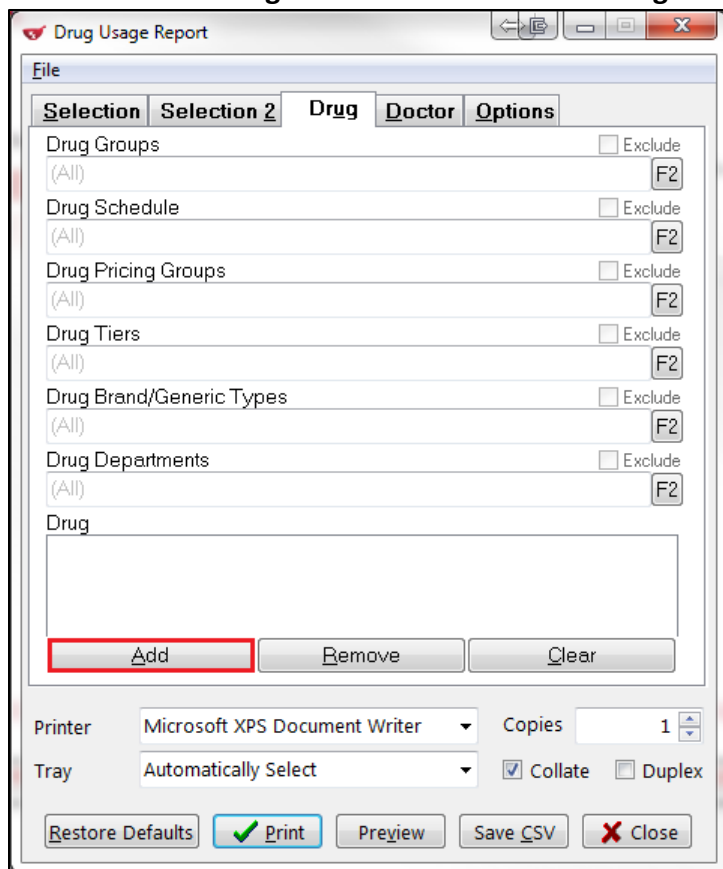 Drug Usage Report
File
Selection Selection 2 Drug Doctor Options
Drug Groups Exclude
(All) F2
Drug Schedule Exclude
(All) F2
Drug Pricing Groups Exclude
(All) F2
Drug Tiers Exclude
(All) F2
Drug Brand/Generic Types Exclude
(All) F2
Drug Departments Exclude
(All) F2
Drug
Add Remove Clear
Printer Microsoft XPS Document Writer Copies 1
Tray Automatically Select Collate Duplex
Restore Defaults Print Preview Save CSV Close